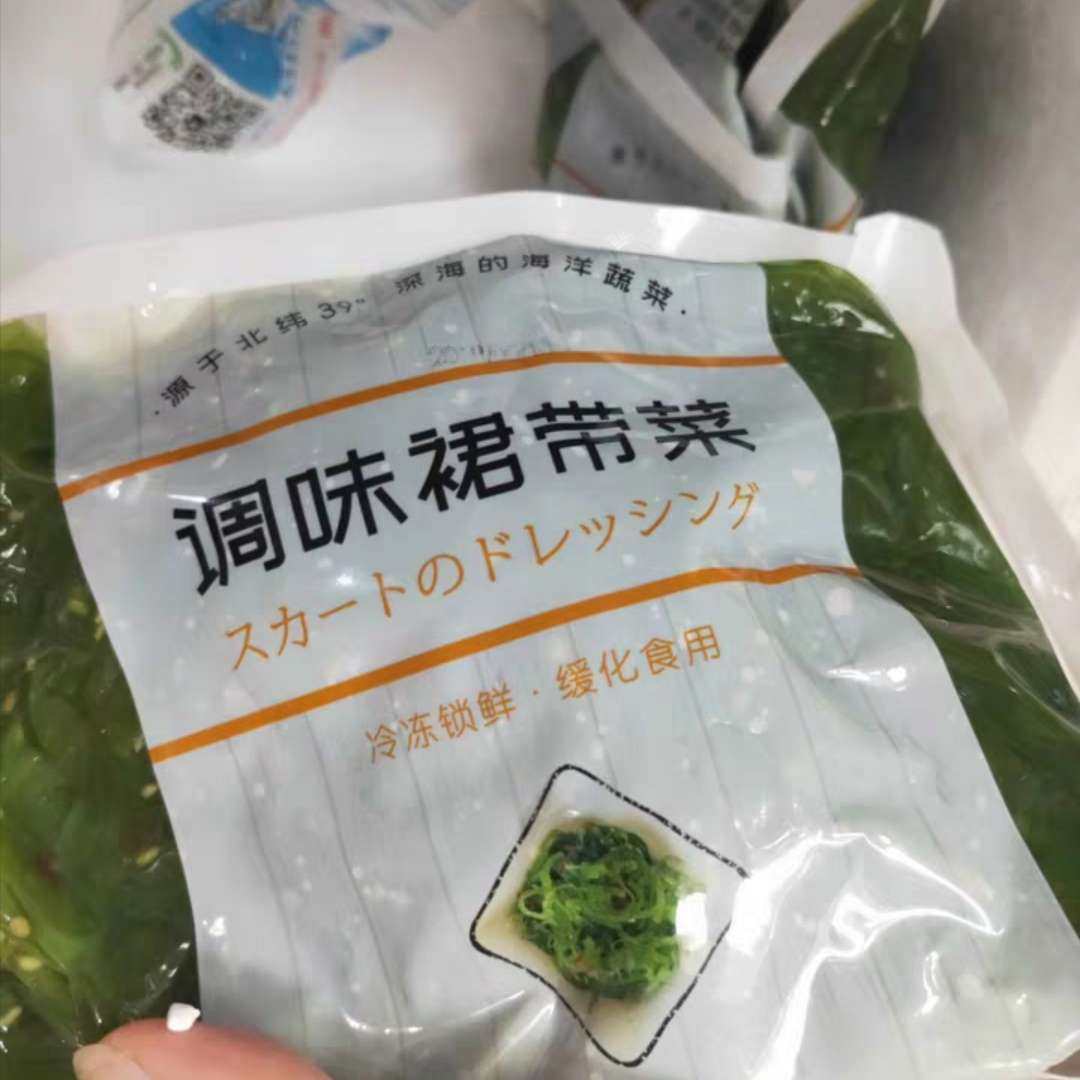 ·源于北纬39°深海的海洋蔬菜·
调味裙带菜
スカートのドレッシング
冷冻锁鲜·缓化食用